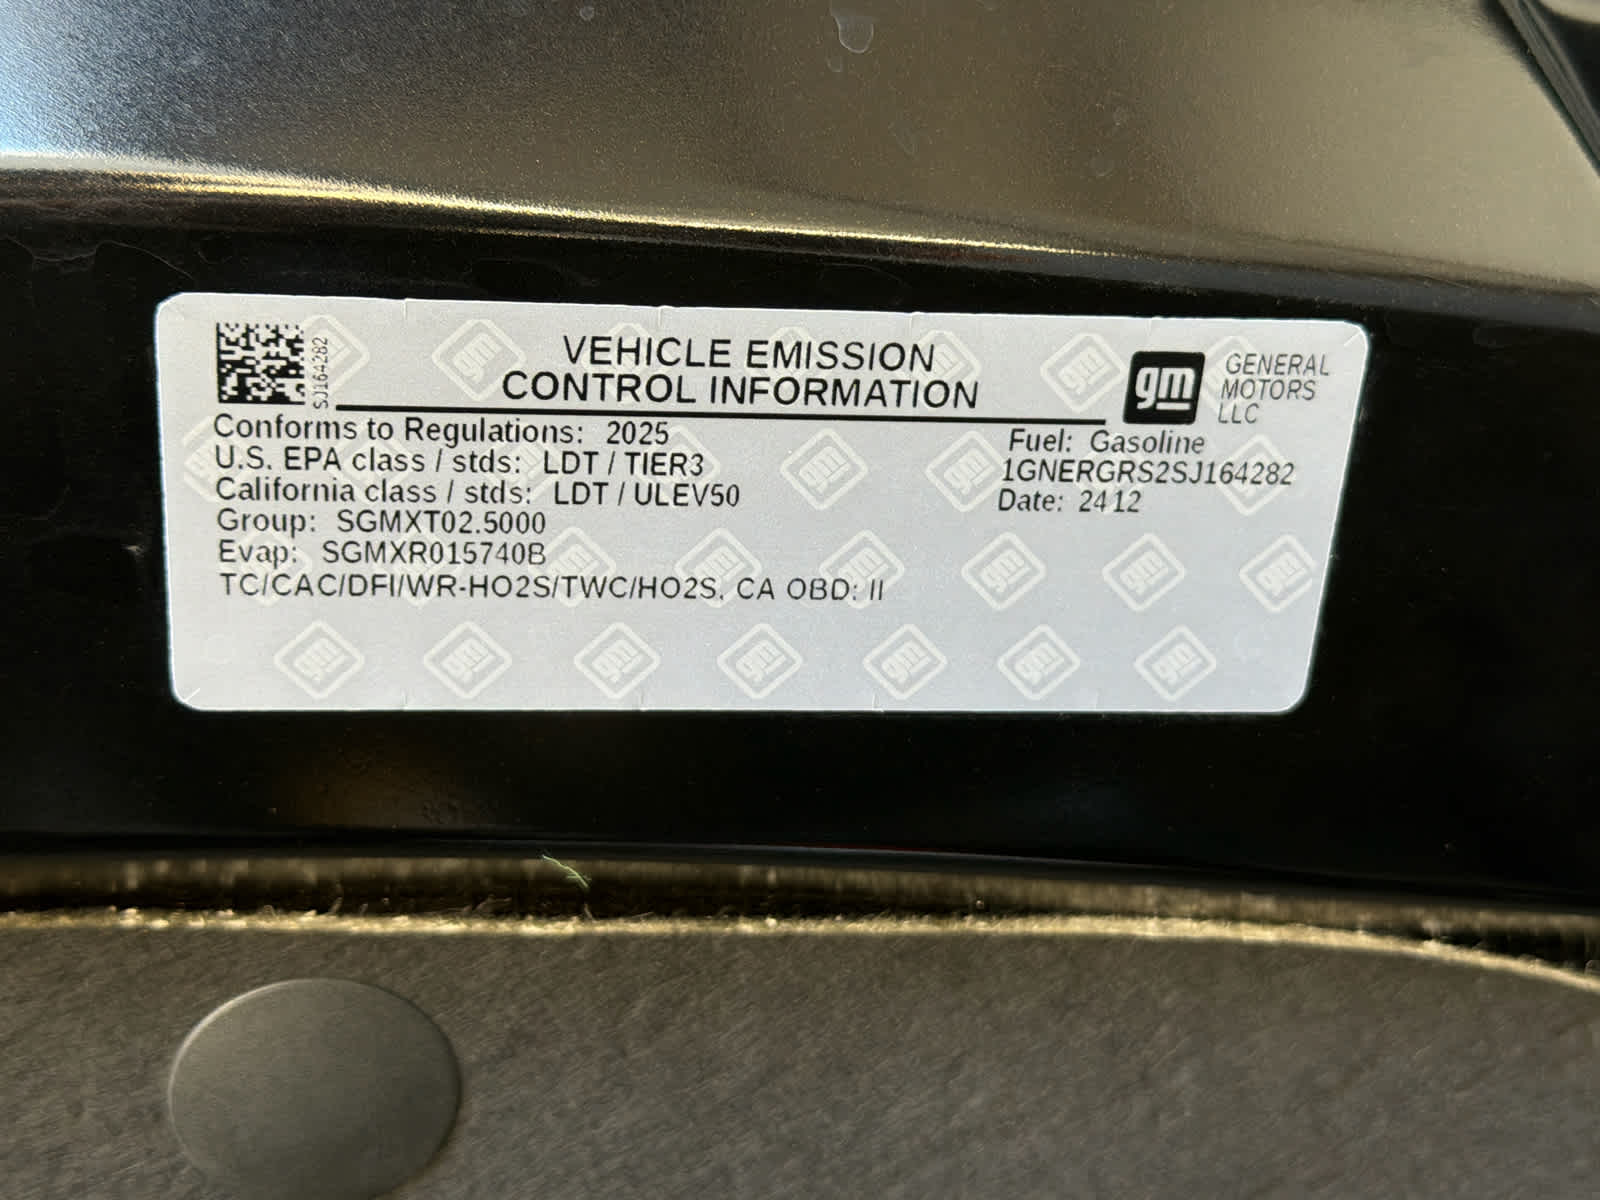 SJ164282
VEHICLE EMISSION
CONTROL INFORMATION
gm
GENERAL
MOTORS
LLC
Conforms to Regulations: 2025
U.S. EPA class / stds: LDT / TIER3
California class / stds: LDT / ULEV50
Group: SGMXT02.5000
Evap: SGMXR015740B
TC/CAC/DFI/WR-HO2S/TWC/HO2S, CA OBD: II
Fuel: Gasoline
1GNERGRS2SJ164282
Date: 2412